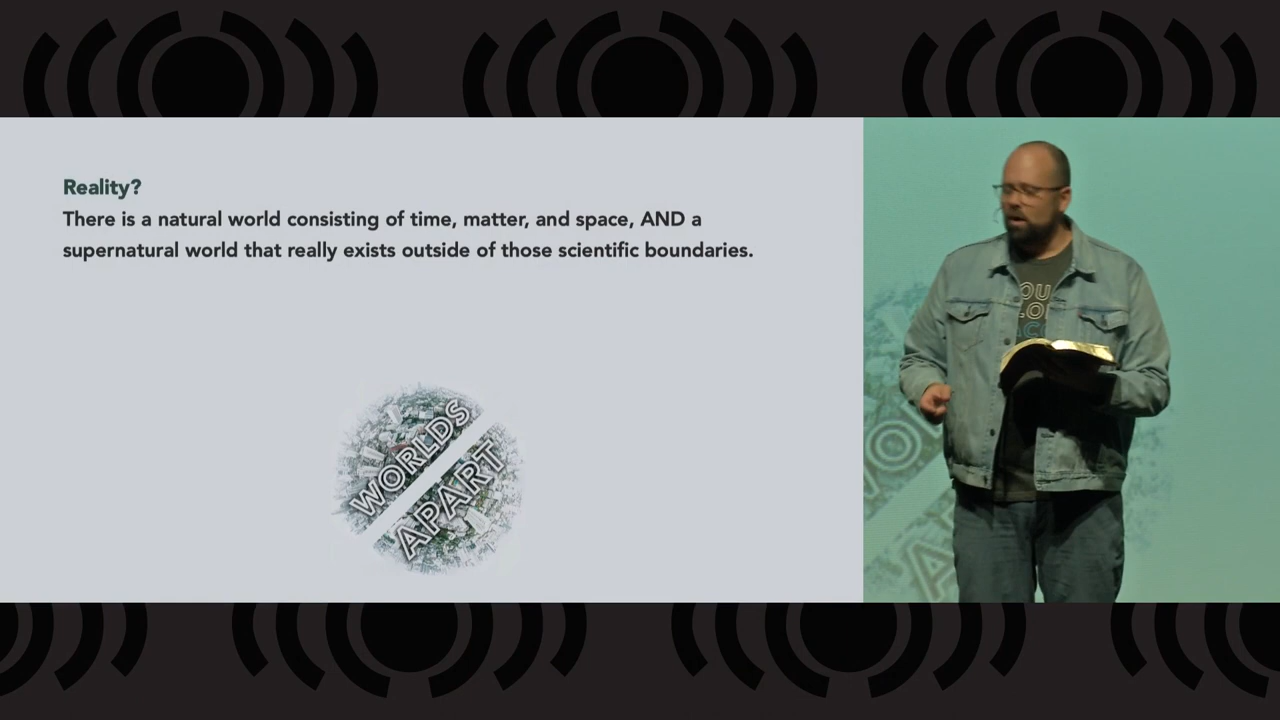 Reality?
There is a natural world consisting of time, matter, and space, AND a
supernatural world that really exists outside of those scientific boundaries.
WORLDS
APART